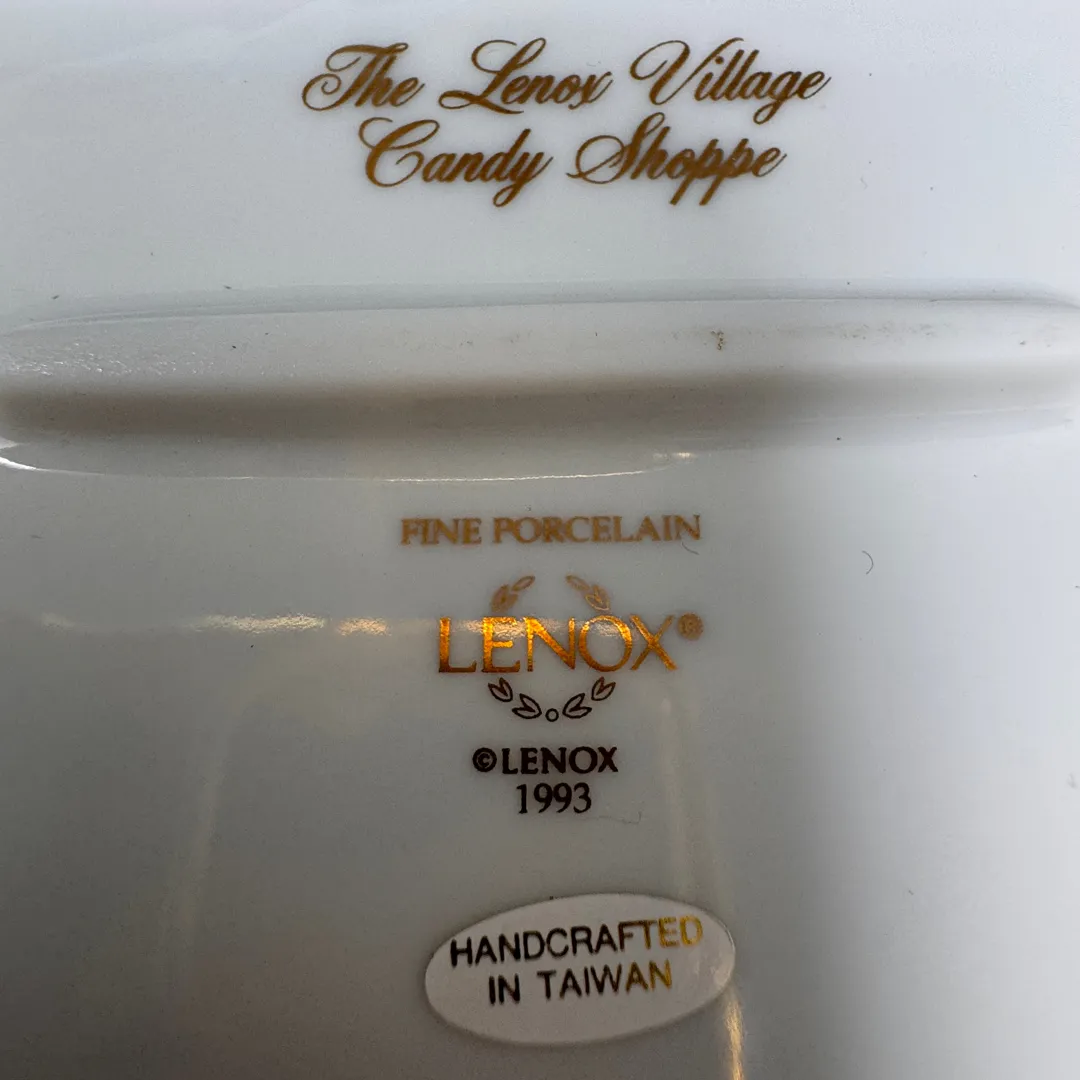 The Lenox Village
Candy Shoppe
FINE PORCELAIN
LENOX®
©LENOX
1993
HANDCRAFTED
IN TAIWAN